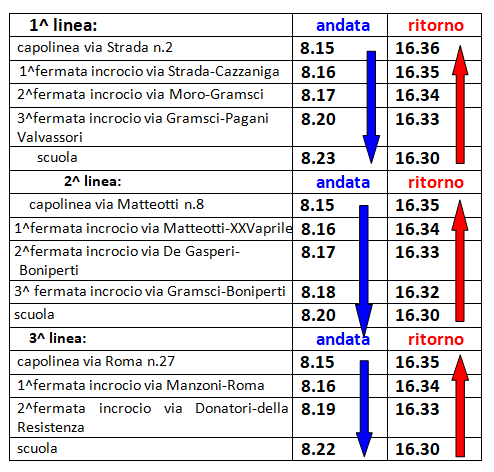 1^ linea: andata ritorno
capolinea via Strada n.2 8.15 16.36
1^fermata incrocio via Strada-Cazzaniga 8.16 16.35
2^fermata incrocio via Moro-Gramsci 8.17 16.34
3^fermata incrocio via Gramsci-Pagani 8.20 16.33
Valvassori
scuola 8.23 16.30
2^ linea: andata ritorno
capolinea via Matteotti n.8 8.15 16.35
1^fermata incrocio via Matteotti-XXVaprile 8.16 16.34
2^fermata incrocio via De Gasperi- 8.17 16.33
Boniperti
3^ fermata incrocio via Gramsci-Boniperti 8.18 16.32
scuola 8.20 16.30
3^ linea: andata ritorno
capolinea via Roma n.27 8.15 16.35
1^fermata incrocio via Manzoni-Roma 8.16 16.34
2^fermata incrocio via Donatori-della 8.19 16.33
Resistenza
scuola 8.22 16.30